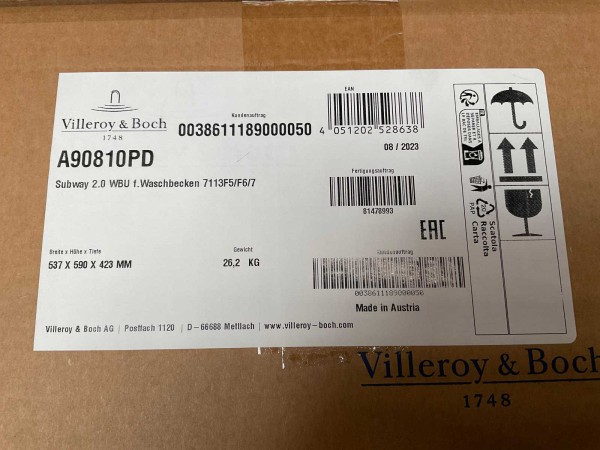 Villeroy & Boch
1748
Kundenauftrag
0038611189000050
EAN
4 051202 528638
08 / 2023
A90810PD
Subway 2.0 WBU f.Waschbecken 7113F5/F6/7
Fertigungsauftrag
81478993
EAC
Breite x Höhe x Tiefe
537 X 590 X 423 MM
Gewicht
26,2 KG
Made in Austria
Villeroy & Boch AG | Postfach 1120 | D-66688 Mettlach | www.villeroy-boch.com
20
PAP
Scatola
Raccolta
Carta
Villeroy & Boch
1748